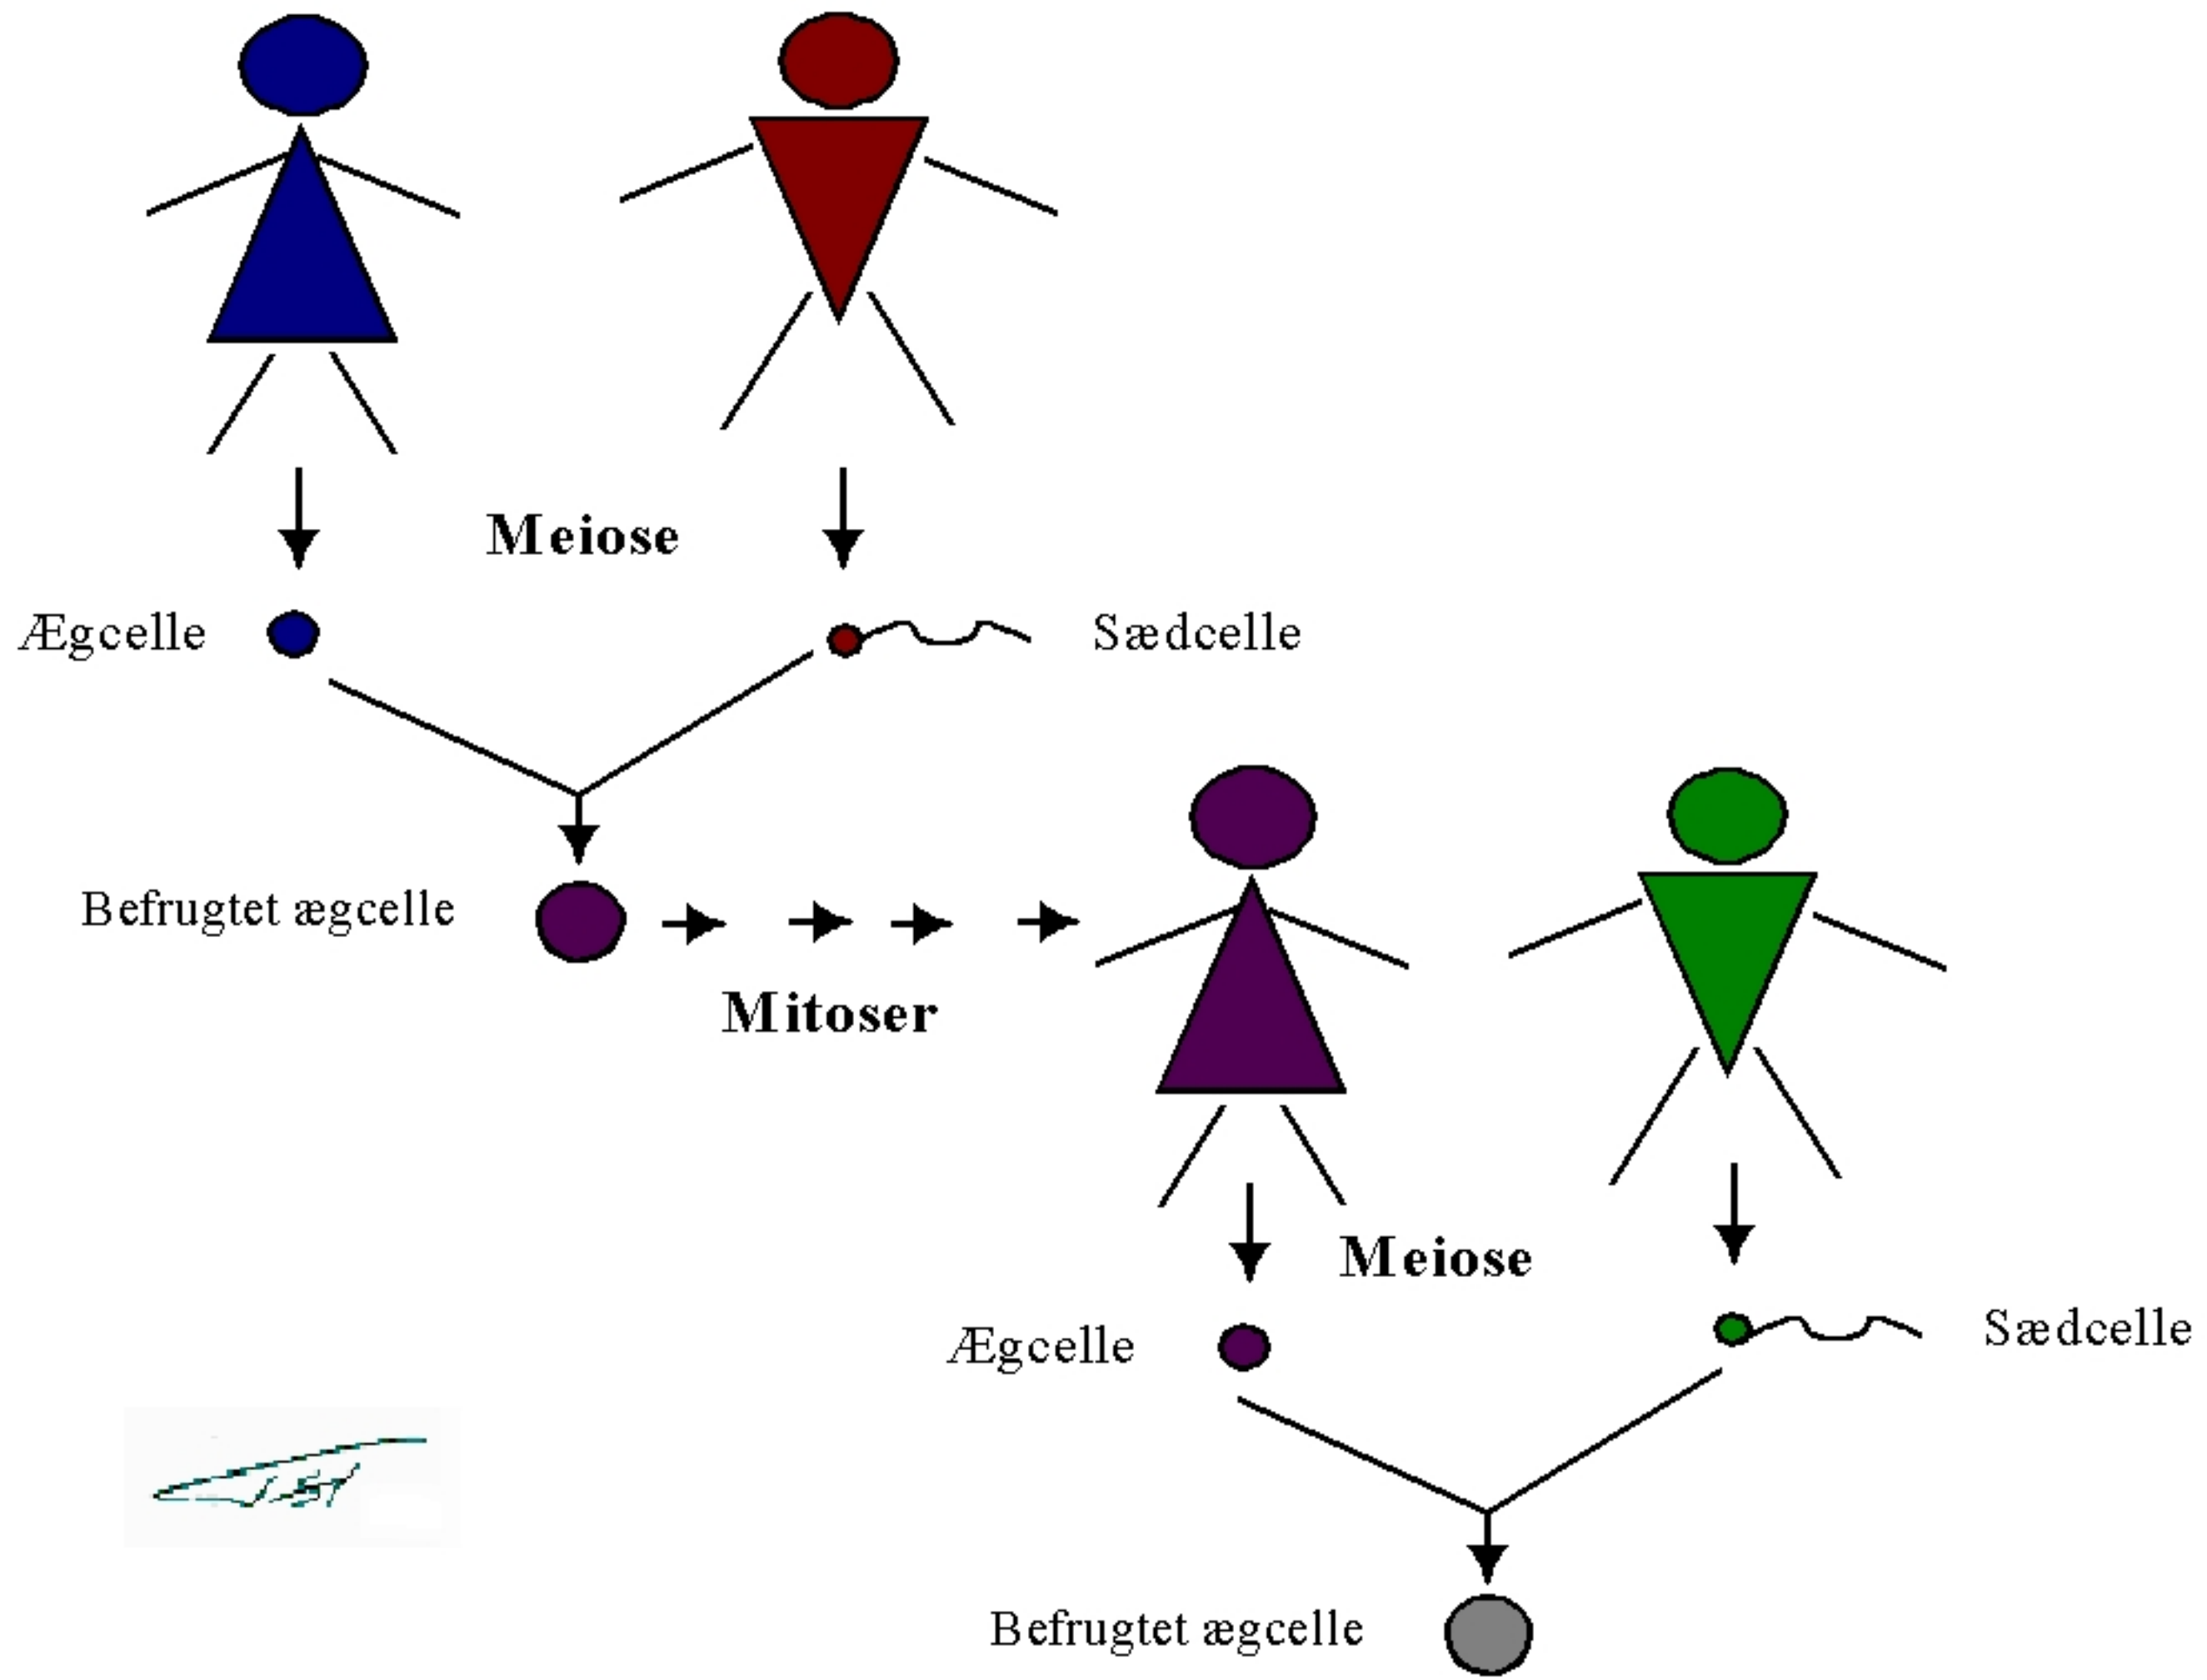 Meiose
Ægcelle
Sædcelle
Befrugtet ægcelle
Mitoser
Meiose
Ægcelle
Sædcelle
Befrugtet ægcelle